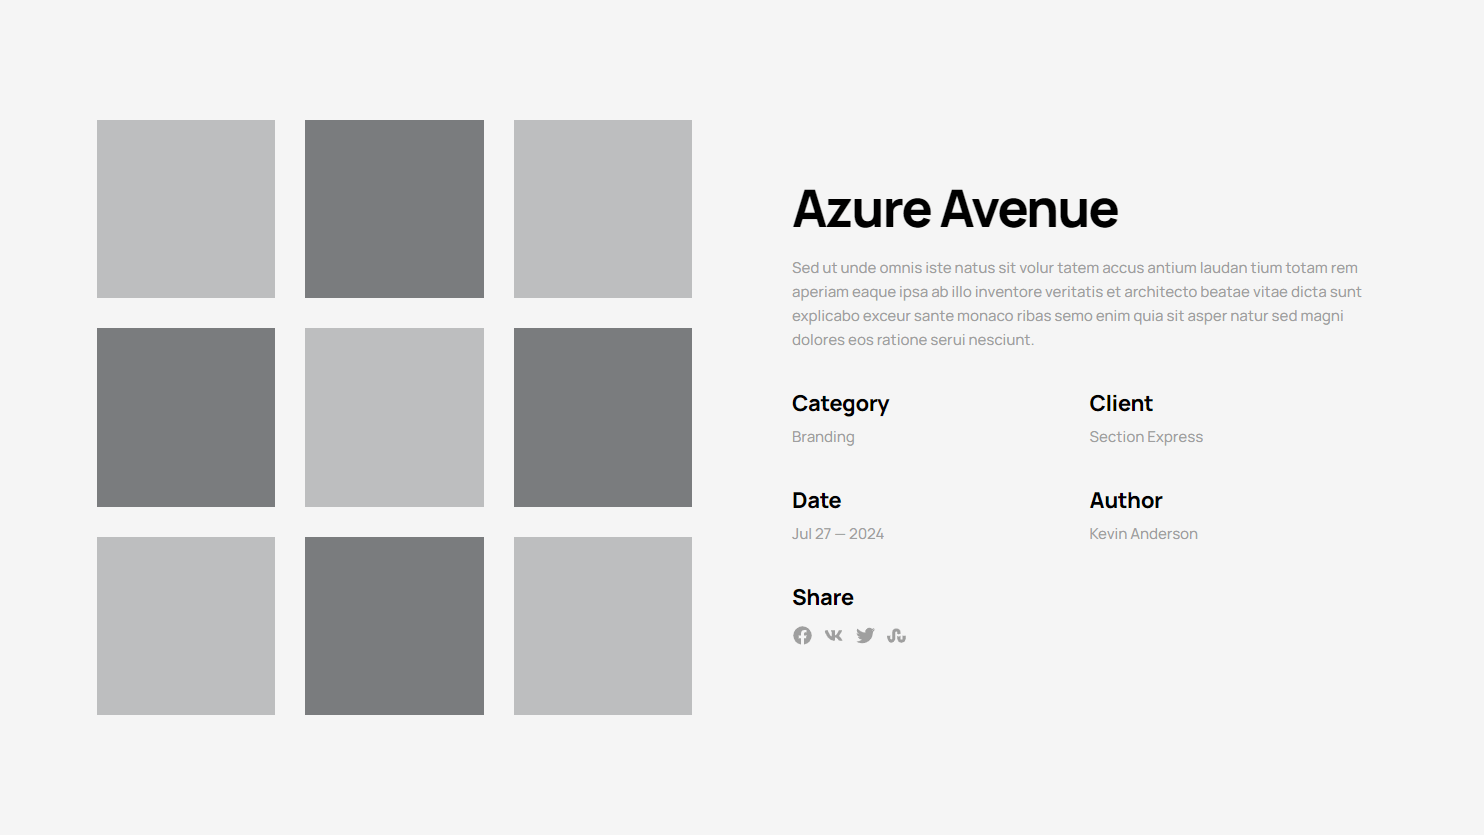 Azure Avenue
Sed ut unde omnis iste natus sit volur tatem accus antium laudan tium totam rem
aperiam eaque ipsa ab illo inventore veritatis et architecto beatae vitae dicta sunt
explicabo exceur sante monaco ribas semo enim quia sit asper natur sed magni
dolores eos ratione serui nesciunt.
Category
Branding
Client
Section Express
Date
Jul 27 — 2024
Author
Kevin Anderson
Share